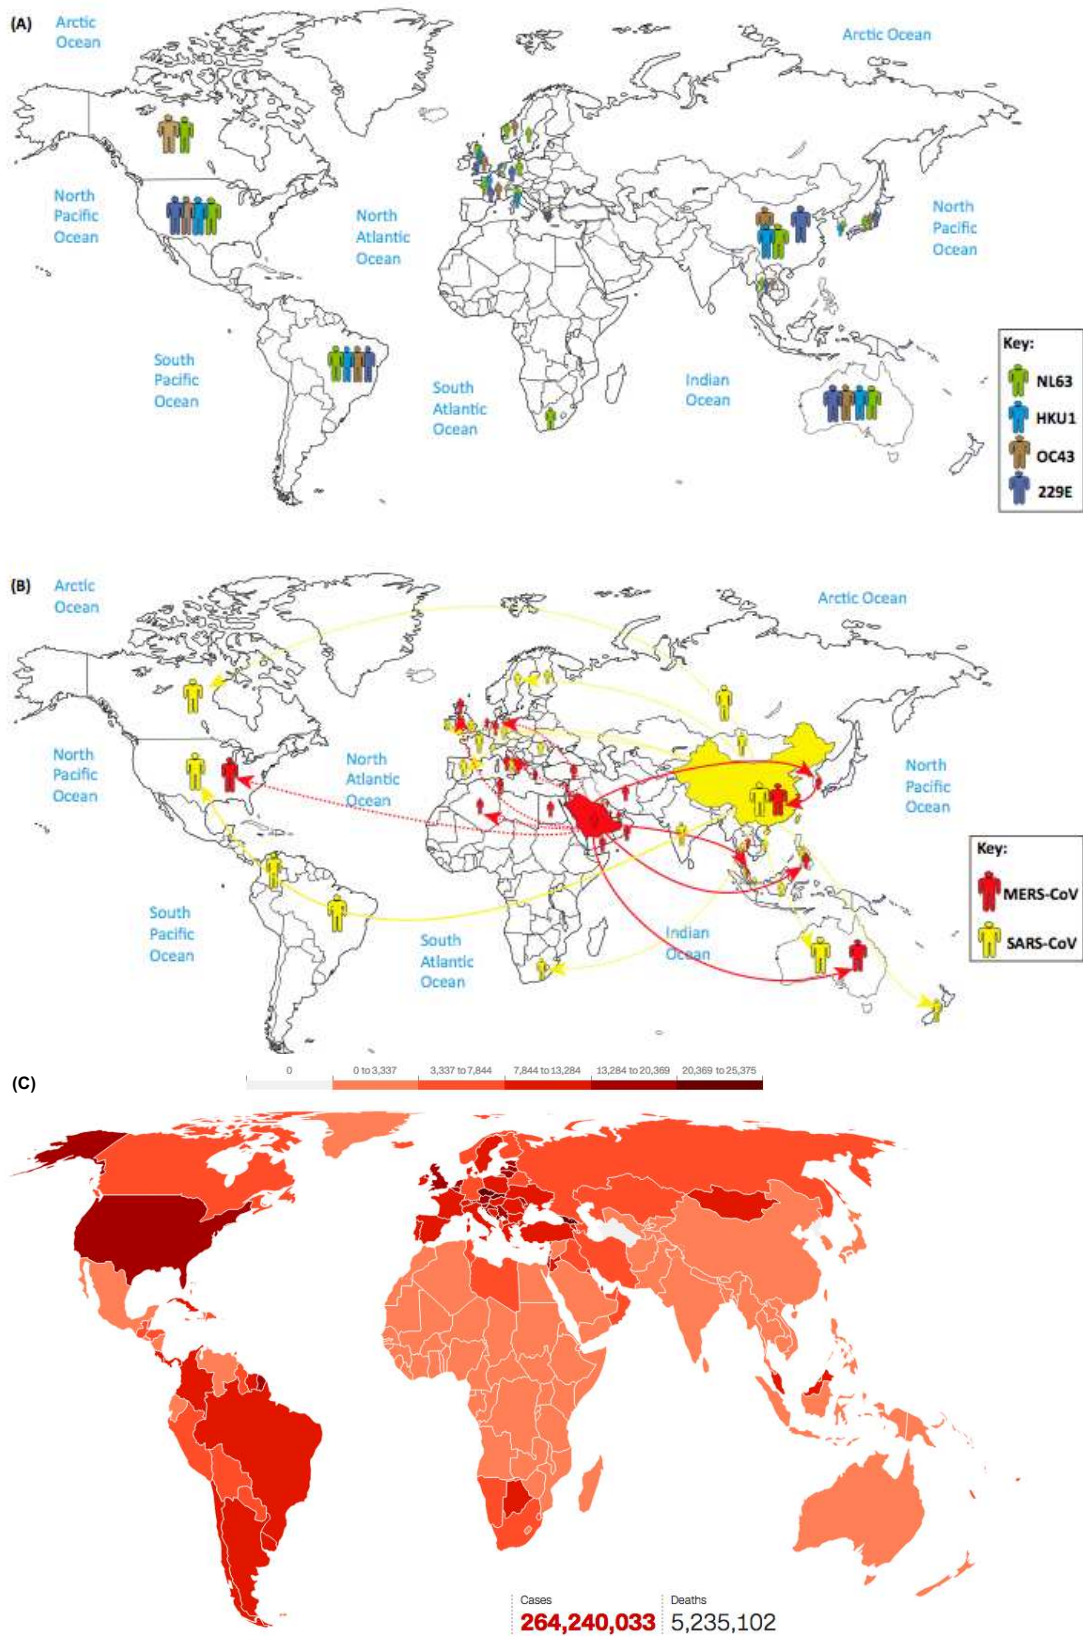 (A)
Arctic
Ocean
Arctic Ocean
North
Pacific
Ocean
North
Atlantic
Ocean
North
Pacific
Ocean
South
Pacific
Ocean
South
Atlantic
Ocean
Indian
Ocean
Key:
NL63
HKU1
OC43
229E
(B)
Arctic
Ocean
Arctic Ocean
North
Pacific
Ocean
North
Atlantic
Ocean
North
Pacific
Ocean
South
Pacific
Ocean
South
Atlantic
Ocean
Indian
Ocean
Key:
MERS-CoV
SARS-CoV
(C)
0 0 to 3,337 3,337 to 7,844 7,844 to 13,284 13,284 to 20,369 20,369 to 25,375
Cases Deaths
264,240,033 5,235,102